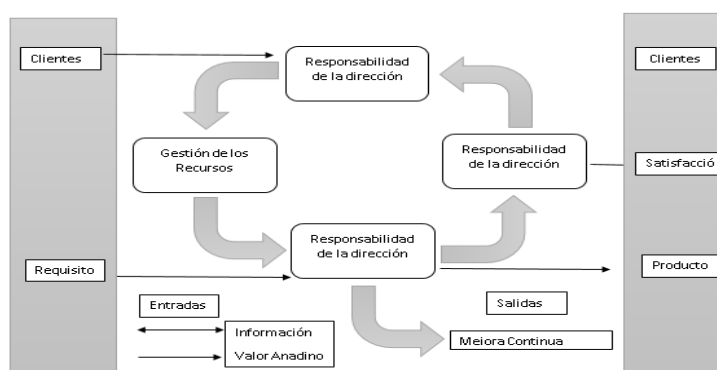 Clientes
Responsabilidad
de la dirección
Clientes
Gestión de los
Recursos
Responsabilidad
de la dirección
Satisfacció
Requisito
Responsabilidad
de la dirección
Producto
Entradas
Salidas
Información
Valor Anadino
Meiora Continua